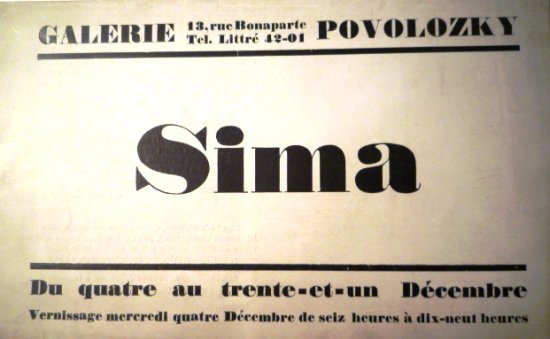 GALERIE 13, rue Bonaparte POVOLOZKY
Tel. Littré 42-01
Sima
Du quatre au trente-et-un Décembre
Vernissage mercredi quatre Décembre de seiz heures à dix-neuf heures